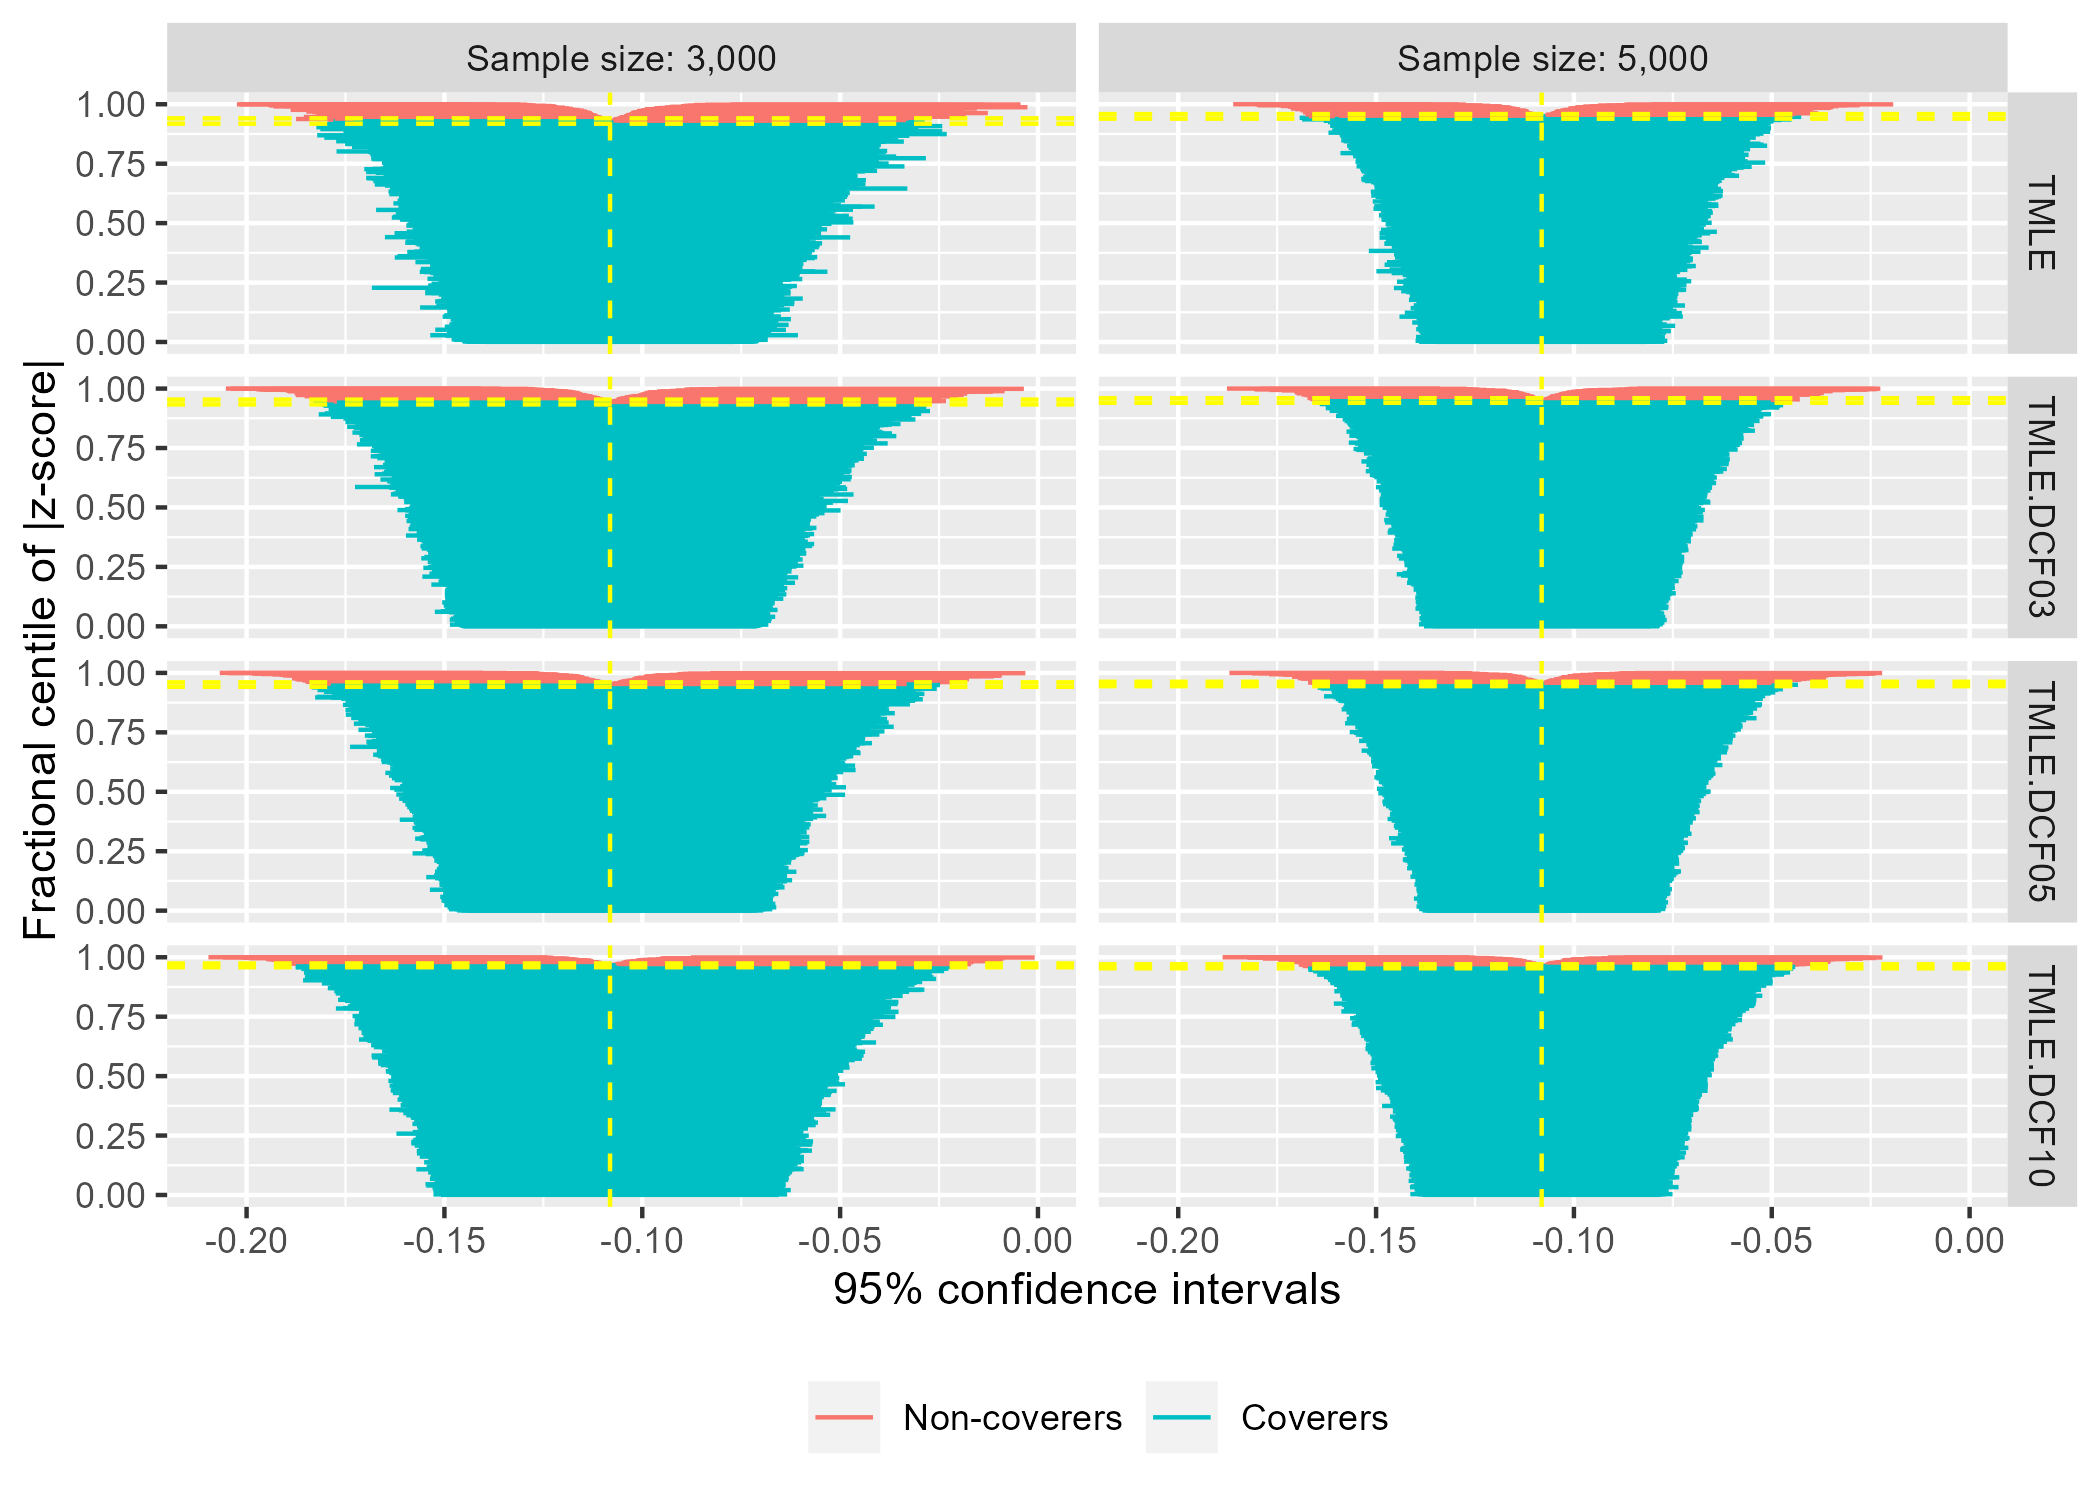 Sample size: 3,000
Sample size: 5,000
1.00
0.75
0.50
0.25
0.00
TMLE
1.00
0.75
0.50
0.25
0.00
TMLE.DCF03
1.00
0.75
0.50
0.25
0.00
TMLE.DCF05
1.00
0.75
0.50
0.25
0.00
TMLE.DCF10
Fractional centile of |z-score|
-0.20 -0.15 -0.10 -0.05 0.00
-0.20 -0.15 -0.10 -0.05 0.00
95% confidence intervals
Non-coverers
Coverers